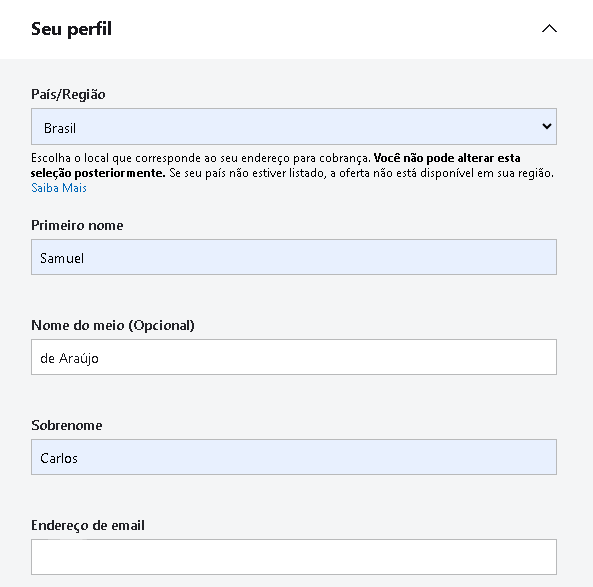 Seu perfil
País/Região
Brasil
Escolha o local que corresponde ao seu endereço para cobrança. Você não pode alterar esta
seleção posteriormente. Se seu país não estiver listado, a oferta não está disponível em sua região.
Saiba Mais
Primeiro nome
Samuel
Nome do meio (Opcional)
de Araújo
Sobrenome
Carlos
Endereço de email